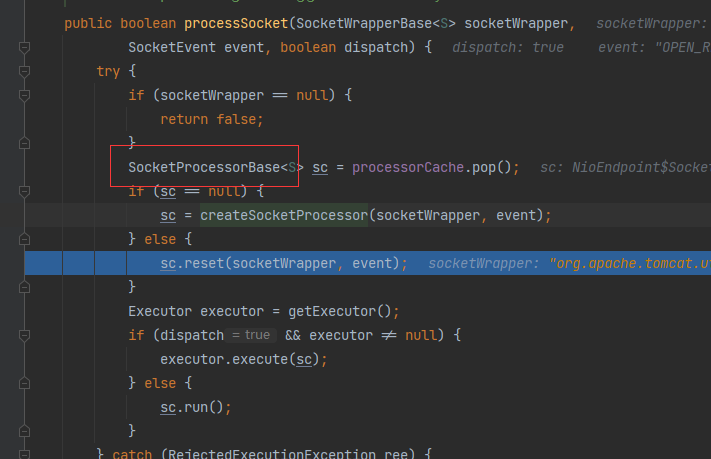 public boolean processSocket(SocketWrapperBase<S> socketWrapper, socketWrapper:
SocketEvent event, boolean dispatch) { dispatch: true event: "OPEN_R
try {
if (socketWrapper == null) {
return false;
}
SocketProcessorBase<S> sc = processorCache.pop(); sc: NioEndpoint$Socket
if (sc == null) {
sc = createSocketProcessor(socketWrapper, event);
} else {
sc.reset(socketWrapper, event); socketWrapper: "org.apache.tomcat.ut
}
Executor executor = getExecutor();
if (dispatch = true && executor != null) {
executor.execute(sc);
} else {
sc.run();
}
} catch (RejectedExecutionException ree) {